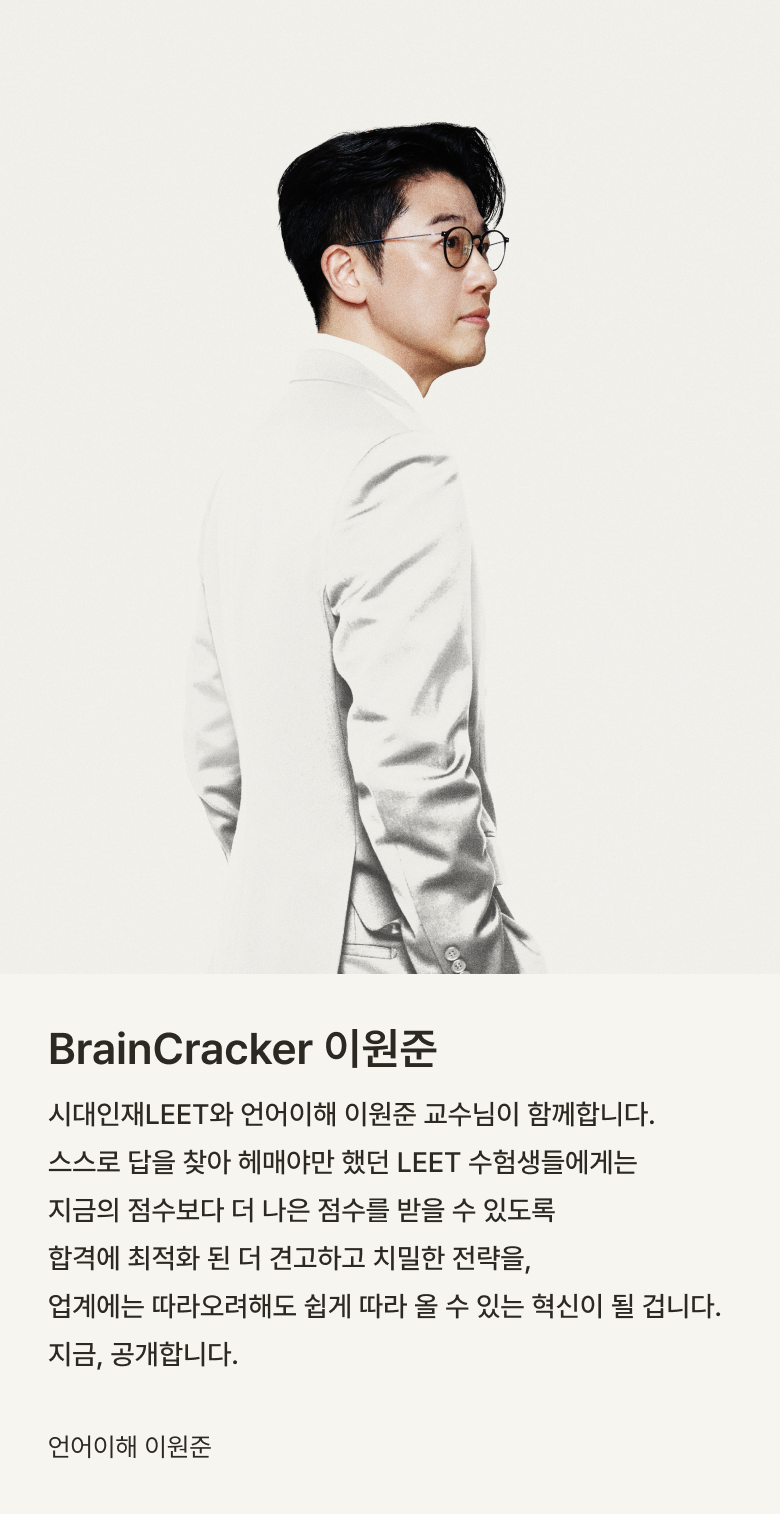 BrainCracker 이원준
시대인재LEET와 언어이해 이원준 교수님이 함께합니다.
스스로 답을 찾아 헤매야만 했던 LEET 수험생들에게는
지금의 점수보다 더 나은 점수를 받을 수 있도록
합격에 최적화 된 더 견고하고 치밀한 전략을,
업계에는 따라오려해도 쉽게 따라 올 수 있는 혁신이 될 겁니다.
지금, 공개합니다.
언어이해 이원준